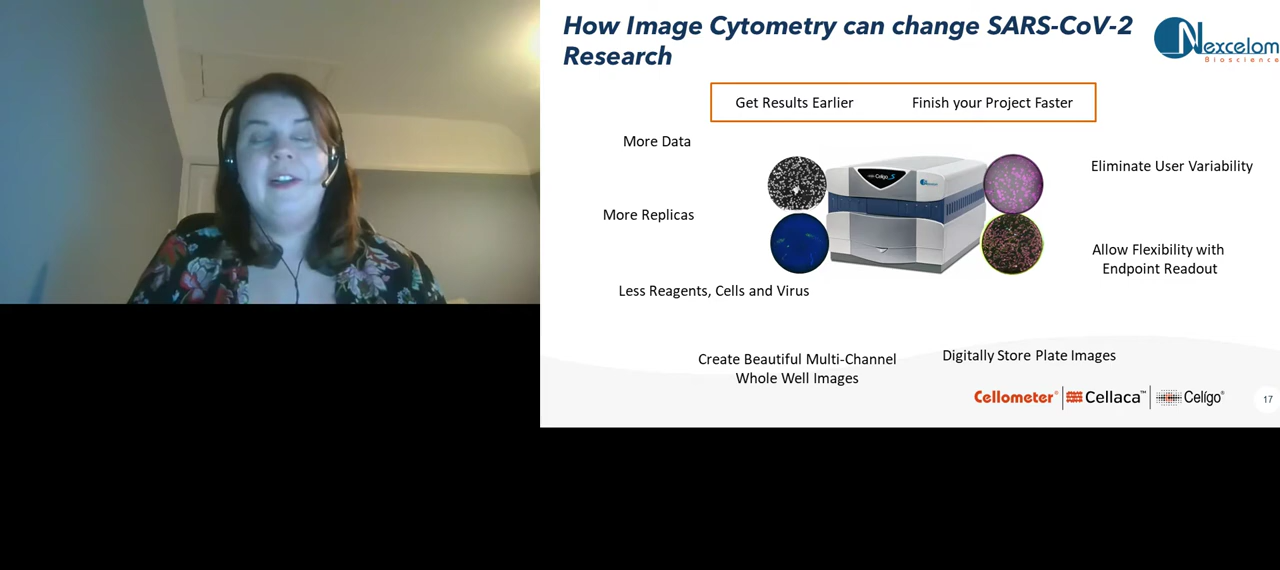 How Image Cytometry can change SARS-CoV-2
Research
Nexcelom
Bioscience
Get Results Earlier
Finish your Project Faster
More Data
Eliminate User Variability
More Replicas
Allow Flexibility with
Endpoint Readout
Less Reagents, Cells and Virus
Create Beautiful Multi-Channel
Whole Well Images
Digitally Store Plate Images
Cellometer®
Cellaca™
Celígo®
17